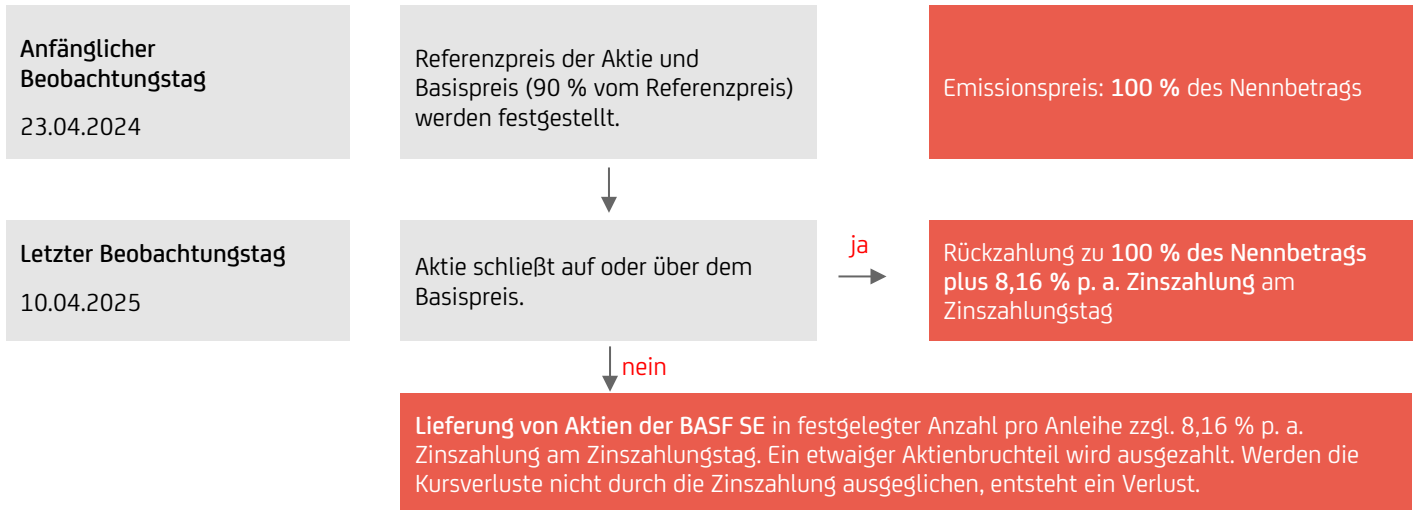 Anfänglicher
Beobachtungstag
23.04.2024
Referenzpreis der Aktie und
Basispreis (90 % vom Referenzpreis)
werden festgestellt.
Emissionspreis: 100 % des Nennbetrags
Letzter Beobachtungstag
10.04.2025
Aktie schließt auf oder über dem
Basispreis.
ja
Rückzahlung zu 100 % des Nennbetrags
plus 8,16 % p. a. Zinszahlung am
Zinszahlungstag
nein
Lieferung von Aktien der BASF SE in festgelegter Anzahl pro Anleihe zzgl. 8,16 % p. a.
Zinszahlung am Zinszahlungstag. Ein etwaiger Aktienbruchteil wird ausgezahlt. Werden die
Kursverluste nicht durch die Zinszahlung ausgeglichen, entsteht ein Verlust.